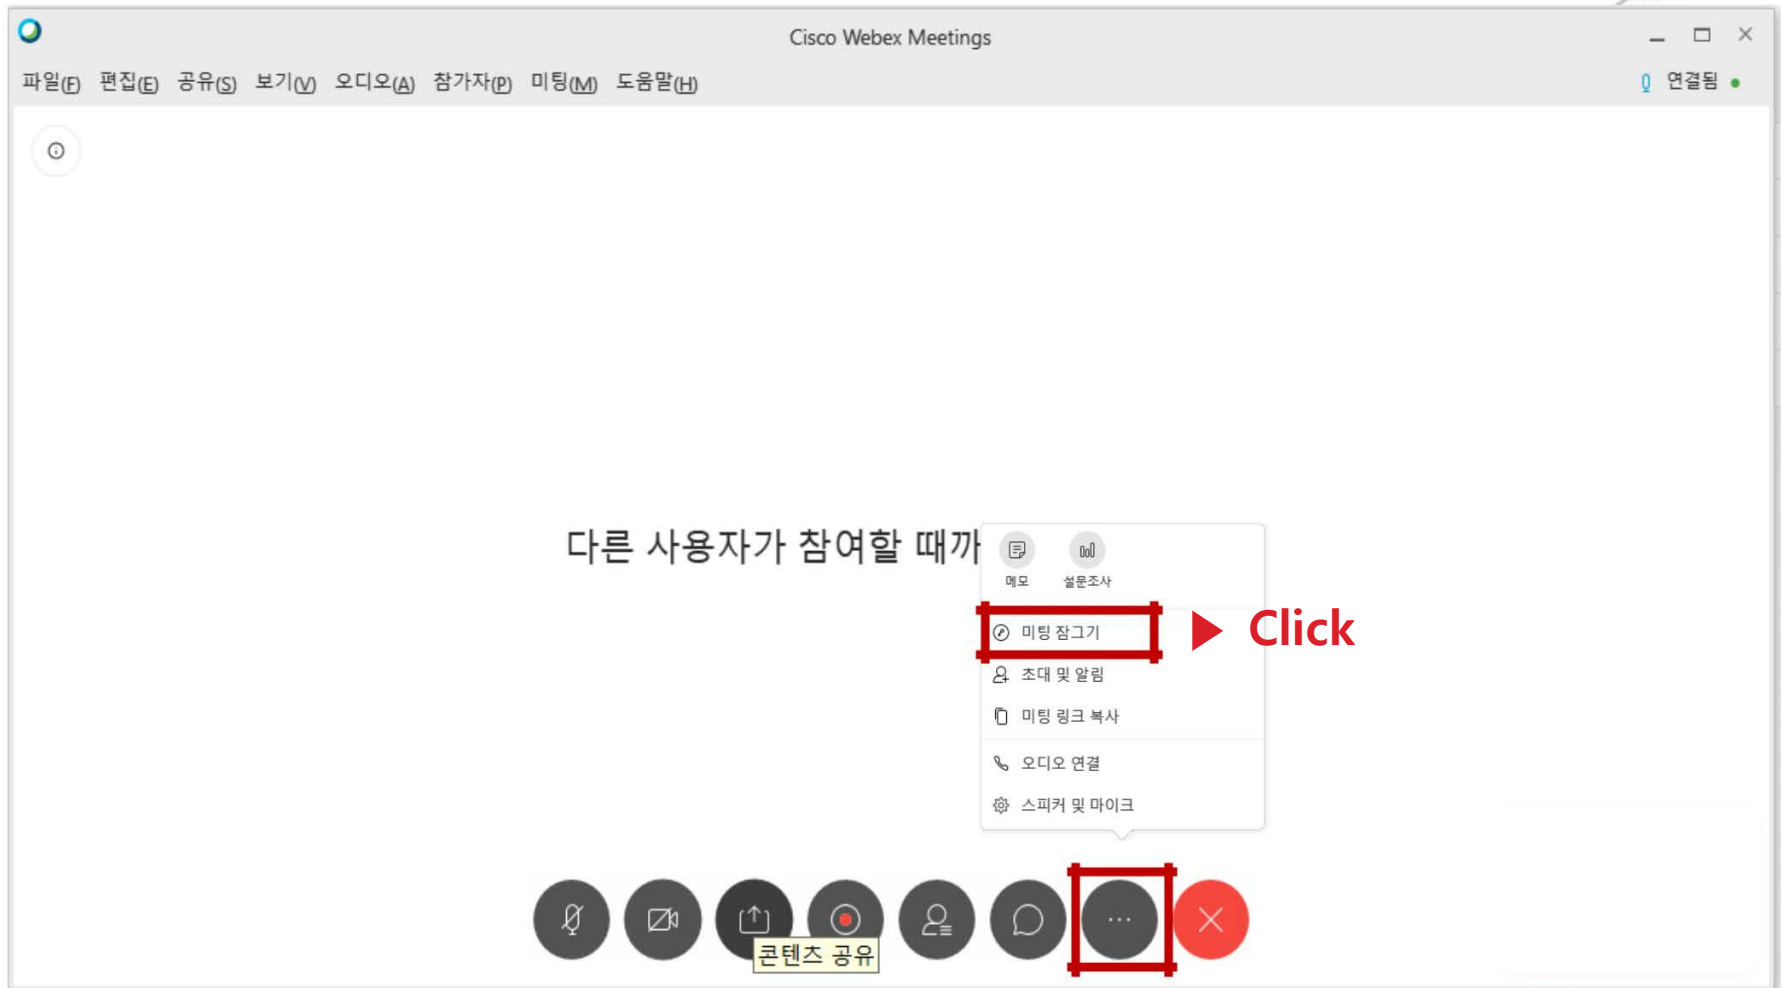 Cisco Webex Meetings
파일(F) 편집(E) 공유(S) 보기(V) 오디오(A) 참가자(P) 미팅(M) 도움말(H)
연결됨
다른 사용자가 참여할 때까
메모 설문조사
미팅 잠그기
Click
초대 및 알림
미팅 링크 복사
오디오 연결
스피커 및 마이크
콘텐츠 공유